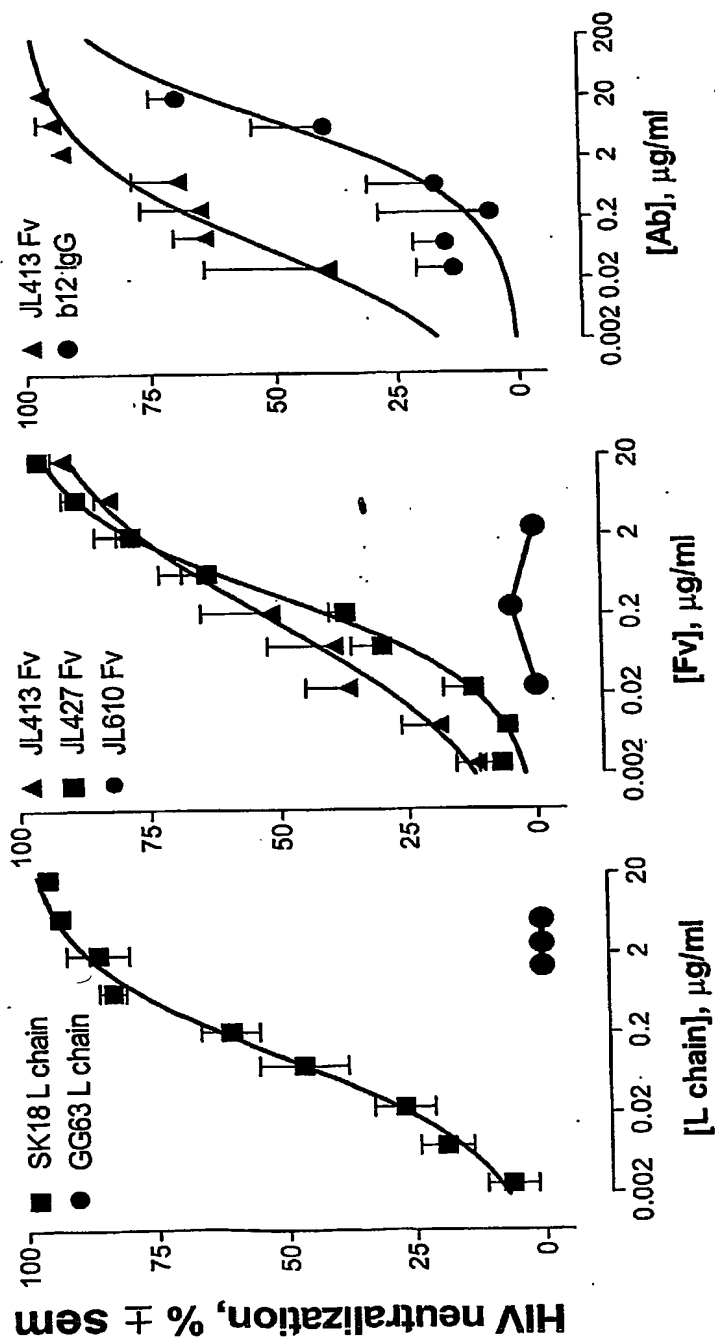 HIV neutralization, % ± sem
100
75
50
25
0
SK18 L chain
GG63 L chain
0.002
0.02
0.2
2
20
[L chain], µg/ml
100
75
50
25
0
JL413 Fv
JL427 Fv
JL610 Fv
0.002
0.02
0.2
2
20
[Fv], µg/ml
100
75
50
25
0
JL413 Fv
b12 IgG
0.002
0.02
0.2
2
20
200
[Ab], µg/ml